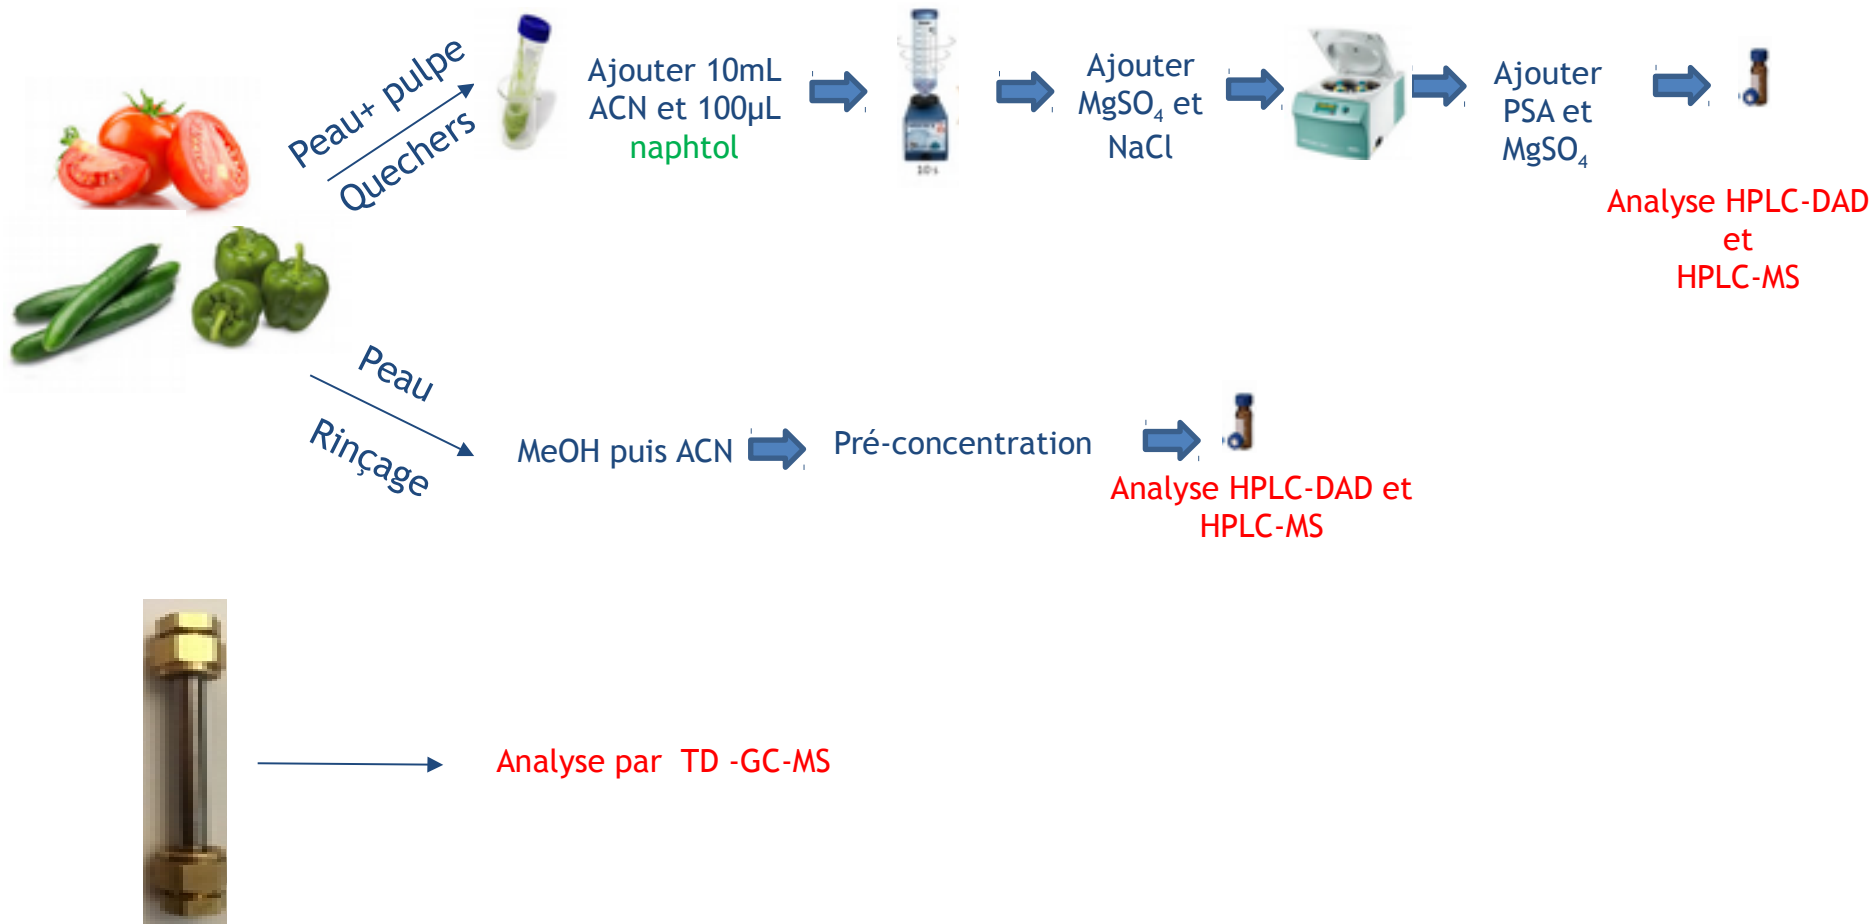 Peau+ pulpe
Quechers
Ajouter 10mL
ACN et 100µL
naphtol
10 s
Ajouter
MgSO₄ et
NaCl
Ajouter
PSA et
MgSO₄
Analyse HPLC-DAD
et
HPLC-MS
Peau
Rinçage
MeOH puis ACN
Pré-concentration
Analyse HPLC-DAD et
HPLC-MS
Analyse par TD -GC-MS